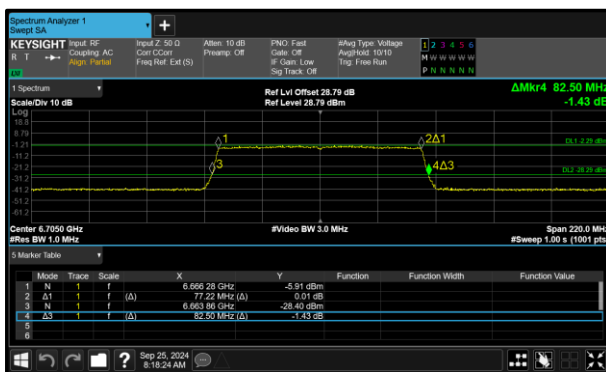 Spectrum Analyzer 1
Swept SA
KEYSIGHT
R T
Input: RF
Coupling: AC
Align: Partial
Input Z: 50 Ω
Corr CCorr
Freq Ref: Ext (S)
Atten: 10 dB
Preamp: Off
PNO: Fast
Gate: Off
IF Gain: Low
Sig Track: Off
#Avg Type: Voltage
Avg|Hold: 10/10
Trig: Free Run
1 2 3 4 5 6
M W W W W W
P N N N N N
1 Spectrum
Scale/Div 10 dB
Ref Lvl Offset 28.79 dB
Ref Level 28.79 dBm
ΔMkr4 82.50 MHz
-1.43 dB
Log
18.8
8.79
-1.21
-11.2
-21.2
-31.2
-41.2
-51.2
-61.2
1
2Δ1
3
4Δ3
Center 6.7050 GHz
#Res BW 1.0 MHz
#Video BW 3.0 MHz
Span 220.0 MHz
#Sweep 1.00 s (1001 pts)
5 Marker Table
Mode Trace Scale X Y Function Function Width Function Value
1 N 1 f 6.666 28 GHz -5.91 dBm
2 Δ1 1 f (Δ) 77.22 MHz (Δ) 0.01 dB
3 N 1 f 6.663 86 GHz -28.40 dBm
4 Δ3 1 f (Δ) 82.50 MHz (Δ) -1.43 dB
5
6
Sep 25, 2024
8:18:24 AM